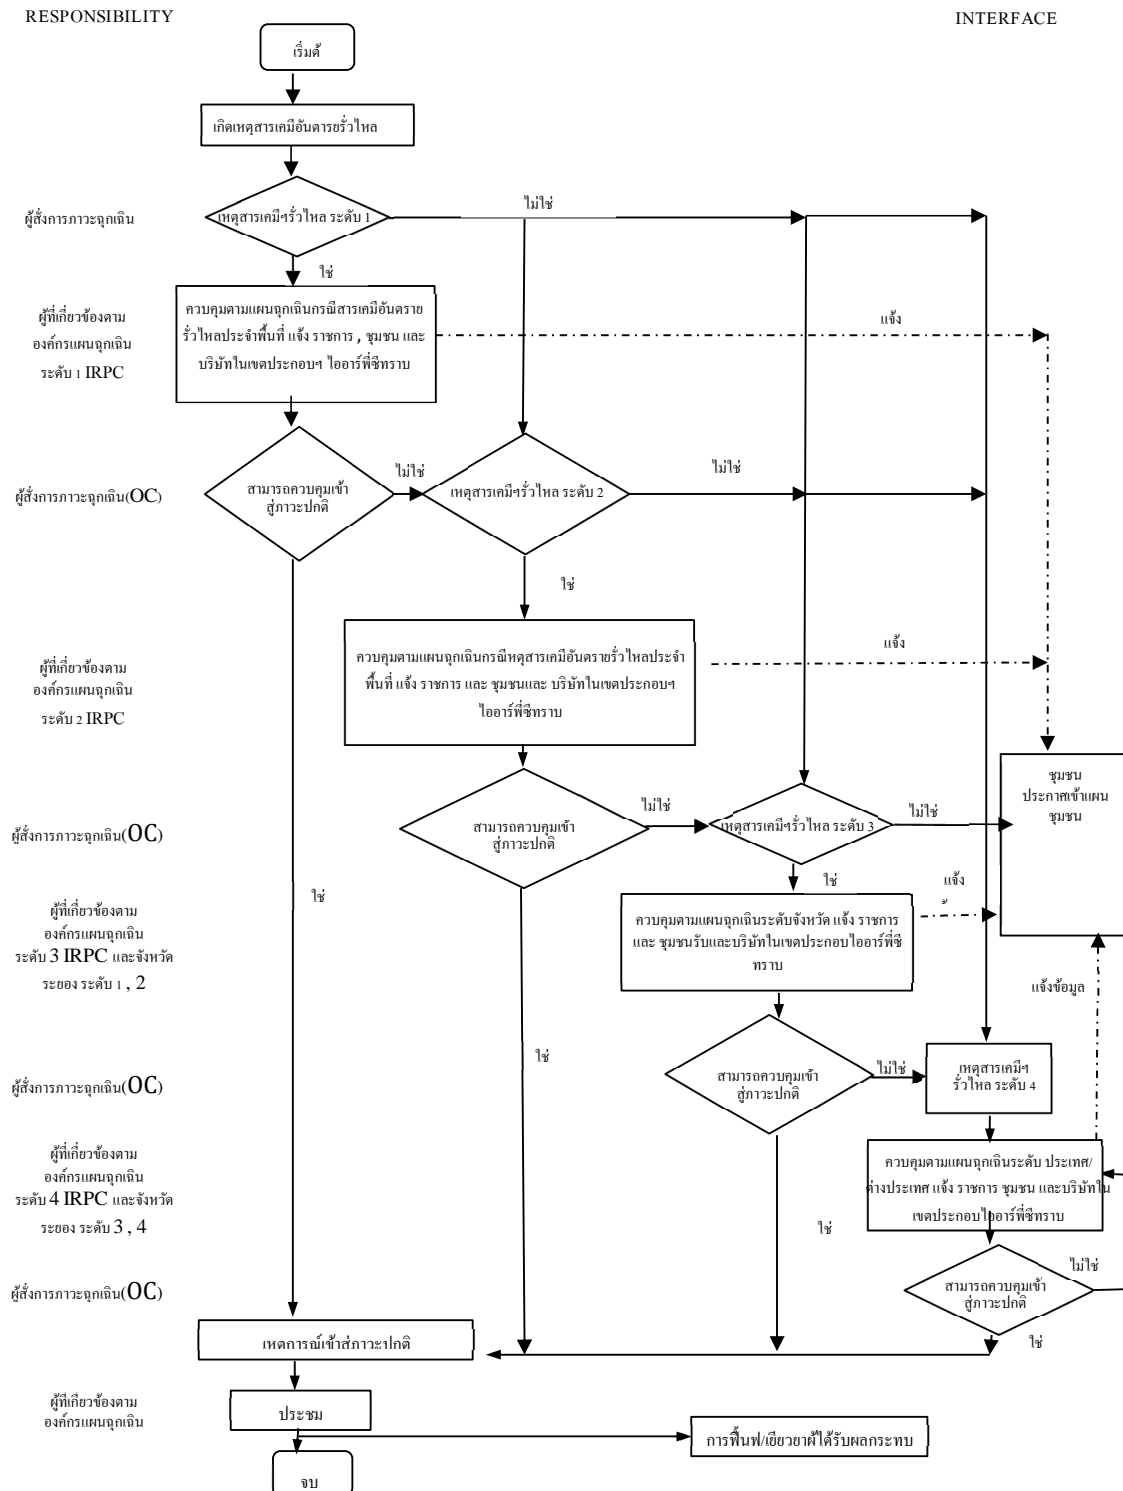 RESPONSIBILITY
INTERFACE
เริ่มต้
เกิดเหตุสารเคมีอันตารยรั่วไหล
ผู้สั่งการภาวะฉุกเฉิน
เหตุสารเคมีฯรั่วไหล ระดับ 1
ไม่ใช่
ใช่
ผู้ที่เกี่ยวข้องตาม
องค์กรแผนฉุกเฉิน
ระดับ 1 IRPC
ควบคุมตามแผนฉุกเฉินกรณีสารเคมีอันตราย
รั่วไหลประจำพื้นที่ แจ้ง ราชการ , ชุมชน และ
บริษัทในเขตประกอบฯ ไออาร์พีซีทราบ
แจ้ง
ผู้สั่งการภาวะฉุกเฉิน(OC)
สามารถควบคุมเข้า
สู่ภาวะปกติ
ไม่ใช่
เหตุสารเคมีฯรั่วไหล ระดับ 2
ไม่ใช่
ใช่
ผู้ที่เกี่ยวข้องตาม
องค์กรแผนฉุกเฉิน
ระดับ 2 IRPC
ควบคุมตามแผนฉุกเฉินกรณีหตุสารเคมีอันตรายรั่วไหลประจำ
พื้นที่ แจ้ง ราชการ และ ชุมชนและ บริษัทในเขตประกอบฯ
ไออาร์พีซีทราบ
แจ้ง
ชุมชน
ประกาศเข้าแผน
ชุมชน
ผู้สั่งการภาวะฉุกเฉิน(OC)
สามารถควบคุมเข้า
สู่ภาวะปกติ
ไม่ใช่
เหตุสารเคมีฯรั่วไหล ระดับ 3
ไม่ใช่
ใช่
ใช่
แจ้ง
ผู้ที่เกี่ยวข้องตาม
องค์กรแผนฉุกเฉิน
ระดับ 3 IRPC และจังหวัด
ระยอง ระดับ 1 , 2
ควบคุมตามแผนฉุกเฉินระดับจังหวัด แจ้ง ราชการ
และ ชุมชนรับและบริษัทในเขตประกอบไออาร์พีซี
ทราบ
แจ้งข้อมูล
ใช่
ผู้สั่งการภาวะฉุกเฉิน(OC)
สามารถควบคุมเข้า
สู่ภาวะปกติ
ไม่ใช่
เหตุสารเคมีฯ
รั่วไหล ระดับ 4
ผู้ที่เกี่ยวข้องตาม
องค์กรแผนฉุกเฉิน
ระดับ 4 IRPC และจังหวัด
ระยอง ระดับ 3 , 4
ควบคุมตามแผนฉุกเฉินระดับ ประเทศ/
ต่างประเทศ แจ้ง ราชการ ชุมชน และบริษัทใน
เขตประกอบไออาร์พีซีทราบ
ใช่
ไม่ใช่
ผู้สั่งการภาวะฉุกเฉิน(OC)
สามารถควบคุมเข้า
สู่ภาวะปกติ
ใช่
เหตการณ์เข้าส่ภาวะปกติ
ผู้ที่เกี่ยวข้องตาม
องค์กรแผนฉุกเฉิน
ประชม
การฟื้นฟ/เยียวยาผ้ได้รับผลกระทบ
จบ